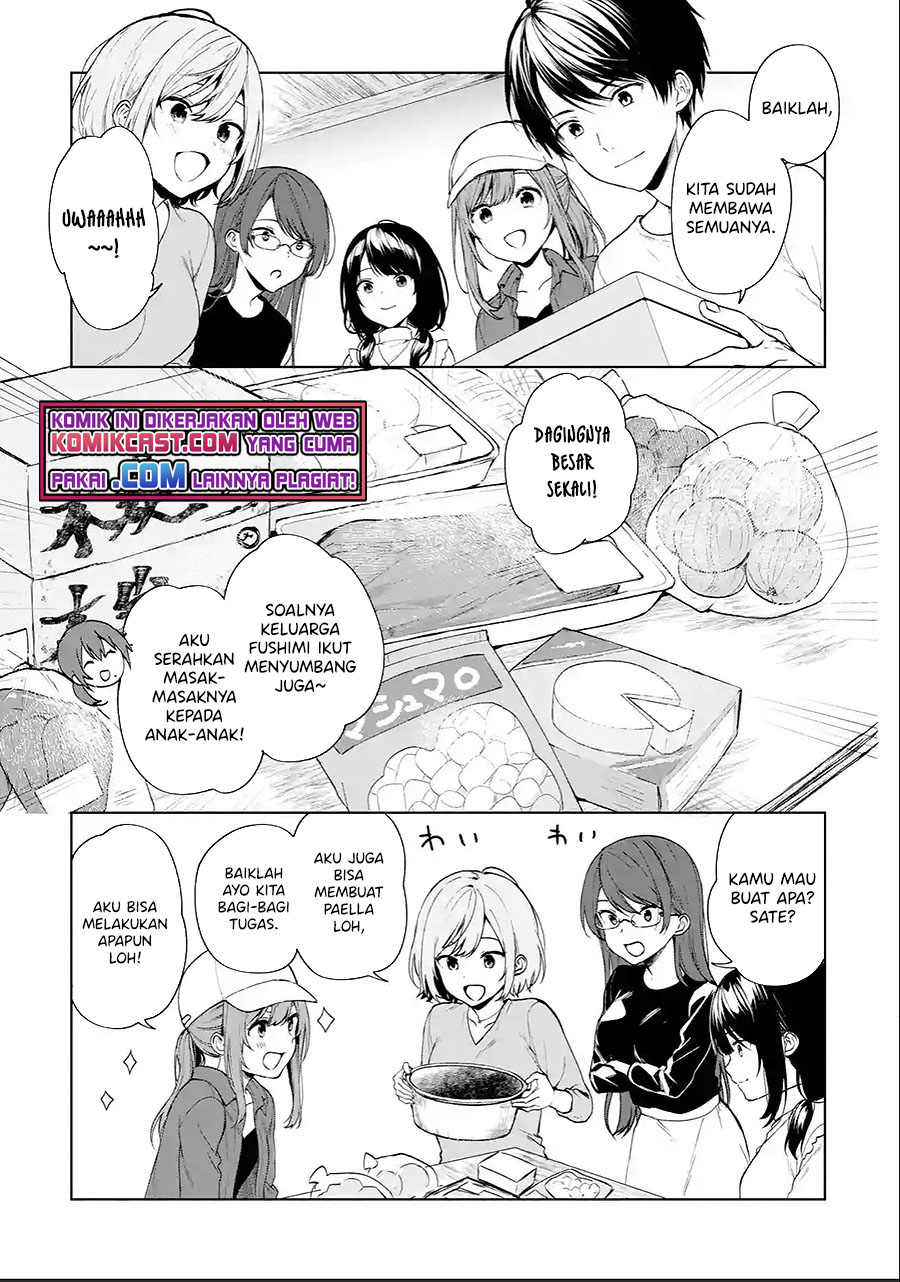 BAIKLAH,
KITA SUDAH
MEMBAWA
SEMUANYA.
UWAAAHHH
~~!
KOMIK INI DIKERJAKAN OLEH WEB
KOMIKCAST.COM YANG CUMA
PAKAI .COM LAINNYA PLAGIAT!
DAGINGNYA
BESAR
SEKALI!
SOALNYA
KELUARGA
FUSHIMI IKUT
MENYUMBANG
JUGA~
AKU
SERAHKAN
MASAK-
MASAKNYA
KEPADA
ANAK-ANAK!
マシュマロ
わい
わい
KAMU MAU
BUAT APA?
SATE?
AKU JUGA
BISA
MEMBUAT
PAELLA
LOH,
BAIKLAH
AYO KITA
BAGI-BAGI
TUGAS.
AKU BISA
MELAKUKAN
APAPUN
LOH!